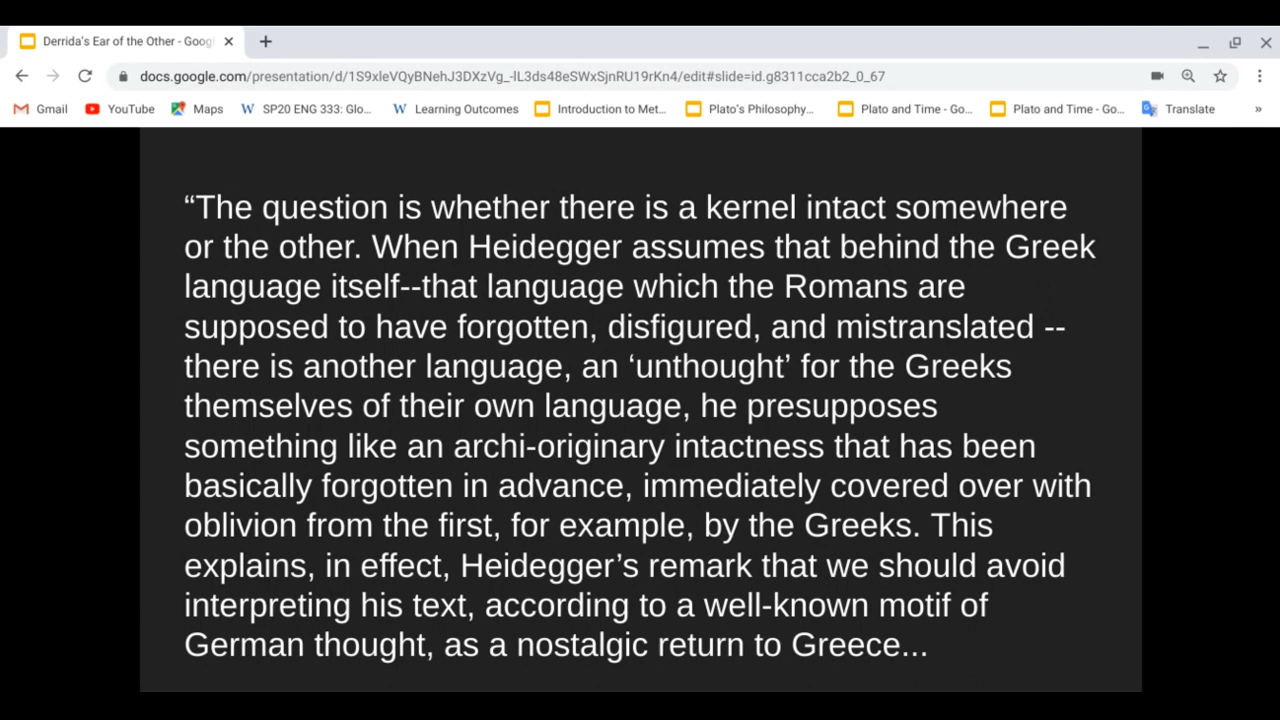 Derrida's Ear of the Other - Goog
docs.google.com/presentation/d/1S9xleVQyBNehJ3DXzVg_-lL3ds48eSWxSjnRU19rKn4/edit#slide=id.g8311cca2b2_0_67
Gmail YouTube Maps SP20 ENG 333: Glo... Learning Outcomes Introduction to Met... Plato's Philosophy... Plato and Time - Go... Plato and Time - Go... Translate »
“The question is whether there is a kernel intact somewhere
or the other. When Heidegger assumes that behind the Greek
language itself--that language which the Romans are
supposed to have forgotten, disfigured, and mistranslated --
there is another language, an ‘unthought’ for the Greeks
themselves of their own language, he presupposes
something like an archi-originary intactness that has been
basically forgotten in advance, immediately covered over with
oblivion from the first, for example, by the Greeks. This
explains, in effect, Heidegger’s remark that we should avoid
interpreting his text, according to a well-known motif of
German thought, as a nostalgic return to Greece...